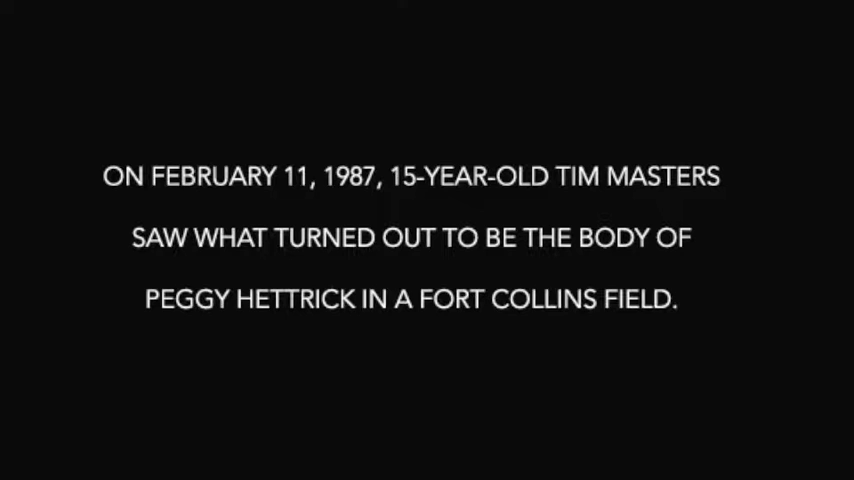 ON FEBRUARY 11, 1987, 15-YEAR-OLD TIM MASTERS
SAW WHAT TURNED OUT TO BE THE BODY OF
PEGGY HETTRICK IN A FORT COLLINS FIELD.